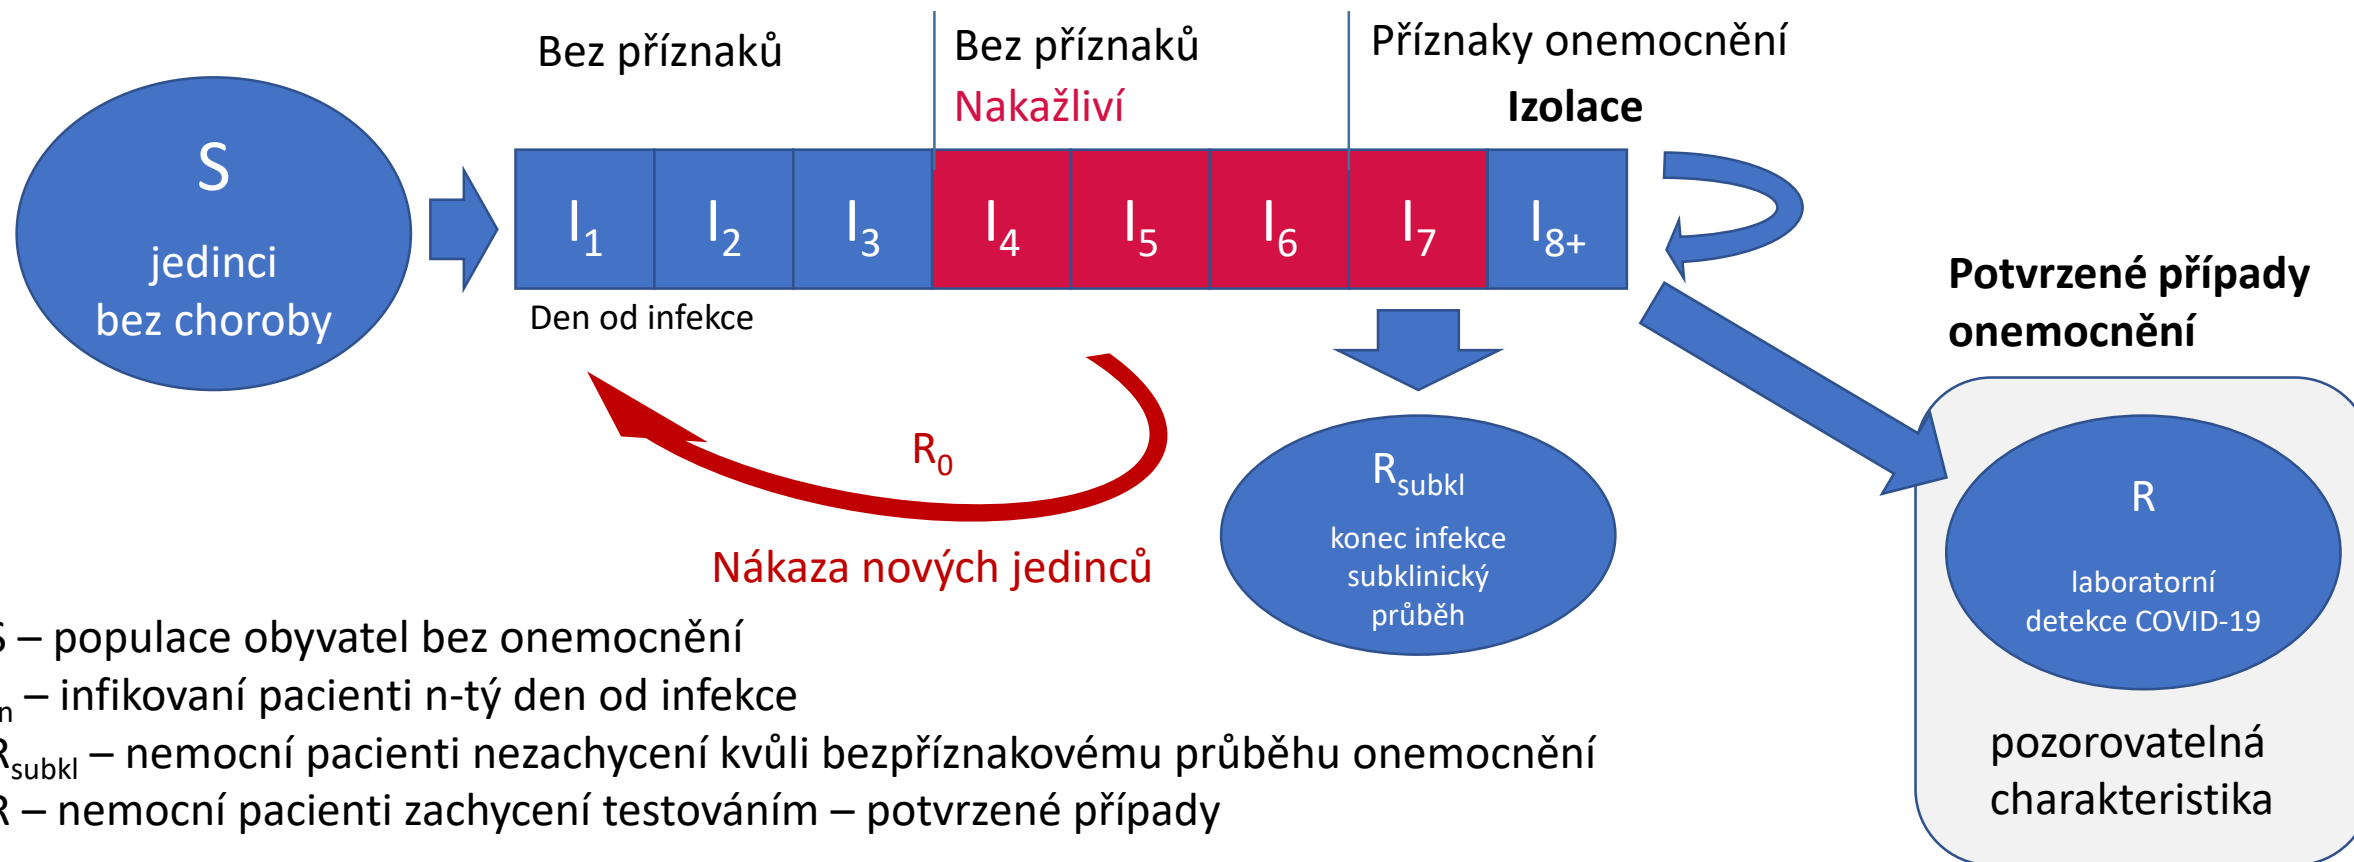 Bez příznaků
Bez příznaků
Nakažliví
Příznaky onemocnění
Izolace
S
jedinci
bez choroby
I1
I2
I3
I4
I5
I6
I7
I8+
Den od infekce
R0
Nákaza nových jedinců
Rsubkl
konec infekce
subklinický
průběh
Potvrzené případy
onemocnění
R
laboratorní
detekce COVID-19
pozorovatelná
charakteristika
S – populace obyvatel bez onemocnění
n – infikovaní pacienti n-tý den od infekce
Rsubkl – nemocní pacienti nezachycení kvůli bezpříznakovému průběhu onemocnění
R – nemocní pacienti zachycení testováním – potvrzené případy